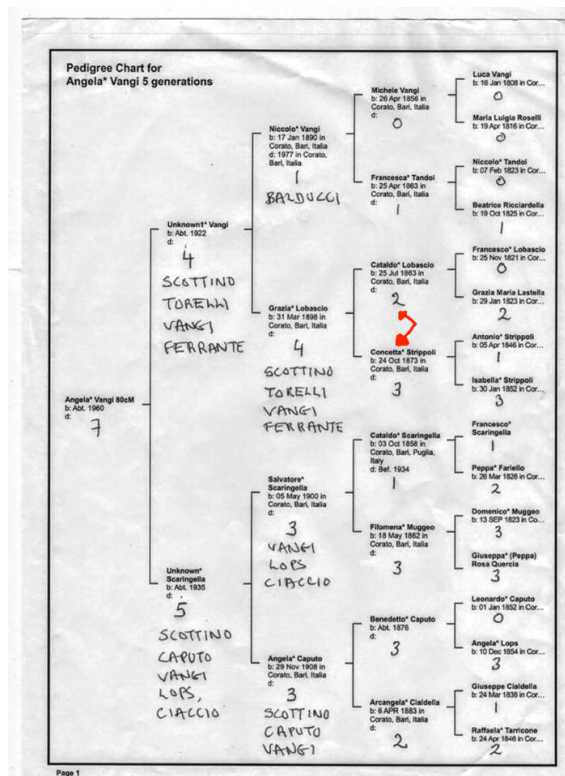 Pedigree Chart for
Angela* Vangi 5 generations
Angela* Vangi 80cM
b: Abt. 1960
d:
7
Unknown1* Vangi
b: Abt. 1922
d:
4
SCOTTINO
TORELLI
VANGI
FERRANTE
Unknown*
Scaringella
b: Abt. 1935
d:
5
SCOTTINO
CAPUTO
VANGI
LOPS,
CIACCIO
Niccolo* Vangi
b: 17 Jan 1890 in
Corato, Bari, Italia
d: 1977 in Corato,
Bari, Italia
1
BALDUCCI
Grazia* Lobascio
b: 31 Mar 1898 in
Corato, Bari, Italia
d:
4
SCOTTINO
TORELLI
VANGI
FERRANTE
Salvatore*
Scaringella
b: 05 May 1900 in
Corato, Bari, Italia
d:
3
VANGI
LOPS
CIACCIO
Angela* Caputo
b: 29 Nov 1908 in
Corato, Bari, Italia
d:
3
SCOTTINO
CAPUTO
VANGI
Michele Vangi
b: 26 Apr 1856 in
Corato, Bari, Italia
d:
0
Francesca* Tandoi
b: 25 Apr 1863 in
Corato, Bari, Italia
d:
1
Cataldo* Lobascio
b: 25 Jul 1863 in
Corato, Bari, Italia
d:
2
Concetta* Strippoli
b: 24 Oct 1873 in
Corato, Bari, Italia
d:
3
Cataldo* Scaringella
b: 03 Oct 1858 in
Corato, Bari, Puglia,
Italy
d: Bef. 1934
1
Filomena* Muggeo
b: 18 May 1862 in
Corato, Bari, Italia
d:
3
Benedetto* Caputo
b: Abt. 1876
d:
3
Arcangela* Cialdella
b: 6 APR 1883 in
Corato, Bari, Italia
d:
2
Luca Vangi
b: 16 Jan 1808 in Cor...
0
Maria Luigia Roselli
b: 19 Apr 1816 in Cor...
0
Niccolo* Tandoi
b: 07 Feb 1823 in Cor...
0
Beatrice Ricciardella
b: 19 Oct 1825 in Cor...
1
Francesco* Lobascio
b: 25 Nov 1821 in Cor...
0
Grazia Maria Lastella
b: 29 Jan 1823 in Cor...
2
Antonio* Strippoli
b: 05 Apr 1846 in Cor...
1
Isabella* Strippoli
b: 30 Jan 1852 in Cor...
3
Francesco*
Scaringella
1
Peppa* Fariello
b: 26 Mar 1826 in Cor...
2
Domenico* Muggeo
b: 13 SEP 1823 in Co...
3
Giuseppa* (Peppa)
Rosa Quercia
3
Leonardo* Caputo
b: 01 Jan 1852 in Cor...
0
Angela* Lops
b: 10 Dec 1854 in Cor...
3
Giuseppe Cialdella
b: 24 Mar 1838 in Cor...
1
Raffaela* Tarricone
b: 24 Apr 1846 in Cor...
2
Page 1